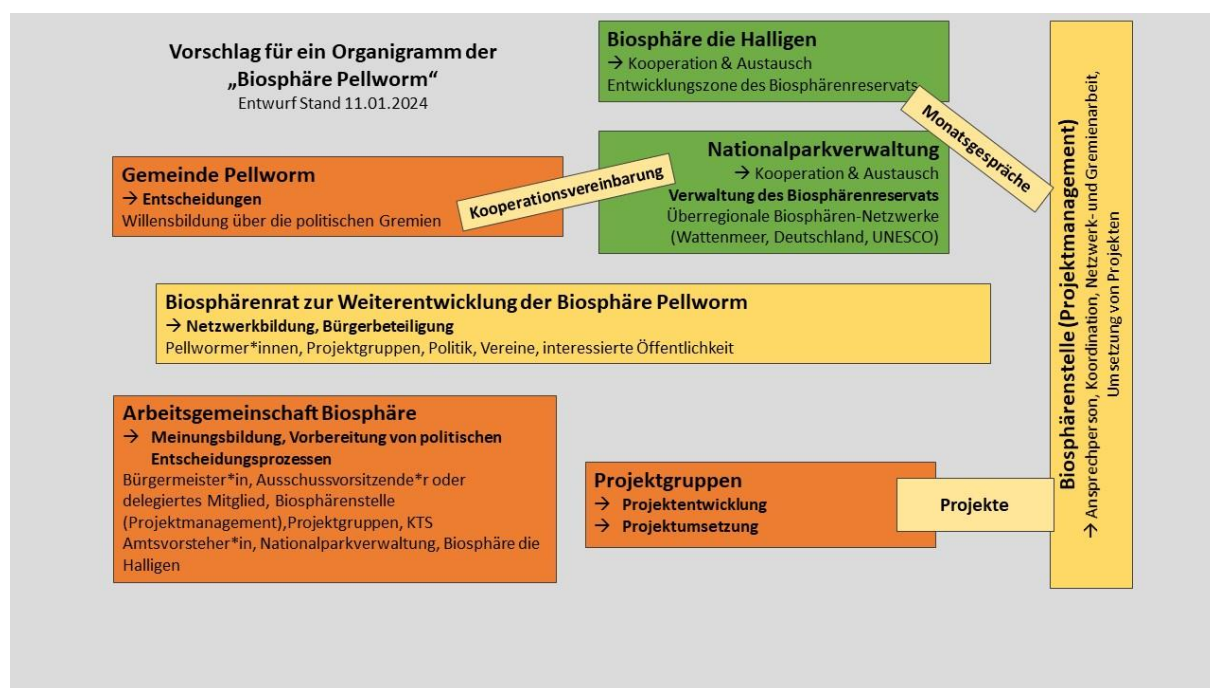 Vorschlag für ein Organigramm der
„Biosphäre Pellworm“
Entwurf Stand 11.01.2024
Biosphäre die Halligen
→ Kooperation & Austausch
Entwicklungszone des Biosphärenreservats
Monatsgespräche
Gemeinde Pellworm
→ Entscheidungen
Willensbildung über die politischen Gremien
Kooperationsvereinbarung
Nationalparkverwaltung
→ Kooperation & Austausch
Verwaltung des Biosphärenreservats
Überregionale Biosphären-Netzwerke
(Wattenmeer, Deutschland, UNESCO)
Biosphärenrat zur Weiterentwicklung der Biosphäre Pellworm
→ Netzwerkbildung, Bürgerbeteiligung
Pellwormer*innen, Projektgruppen, Politik, Vereine, interessierte Öffentlichkeit
Arbeitsgemeinschaft Biosphäre
→ Meinungsbildung, Vorbereitung von politischen
Entscheidungsprozessen
Bürgermeister*in, Ausschussvorsitzende*r oder
delegiertes Mitglied, Biosphärenstelle
(Projektmanagement),Projektgruppen, KTS
Amtsvorsteher*in, Nationalparkverwaltung, Biosphäre die
Halligen
Projektgruppen
→ Projektentwicklung
→ Projektumsetzung
Projekte
Biosphärenstelle (Projektmanagement)
→ Ansprechperson, Koordination, Netzwerk- und Gremienarbeit,
Umsetzung von Projekten